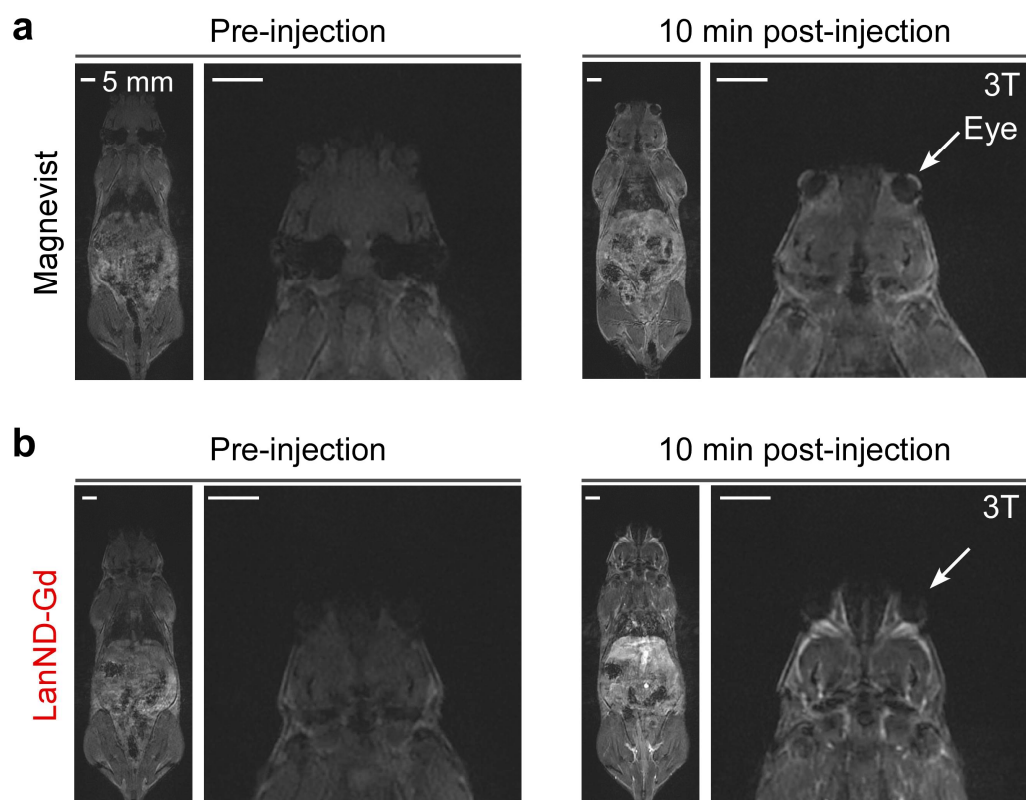 a
Pre-injection
10 min post-injection
Magnevist
5 mm
3T
Eye
b
Pre-injection
10 min post-injection
LanND-Gd
3T